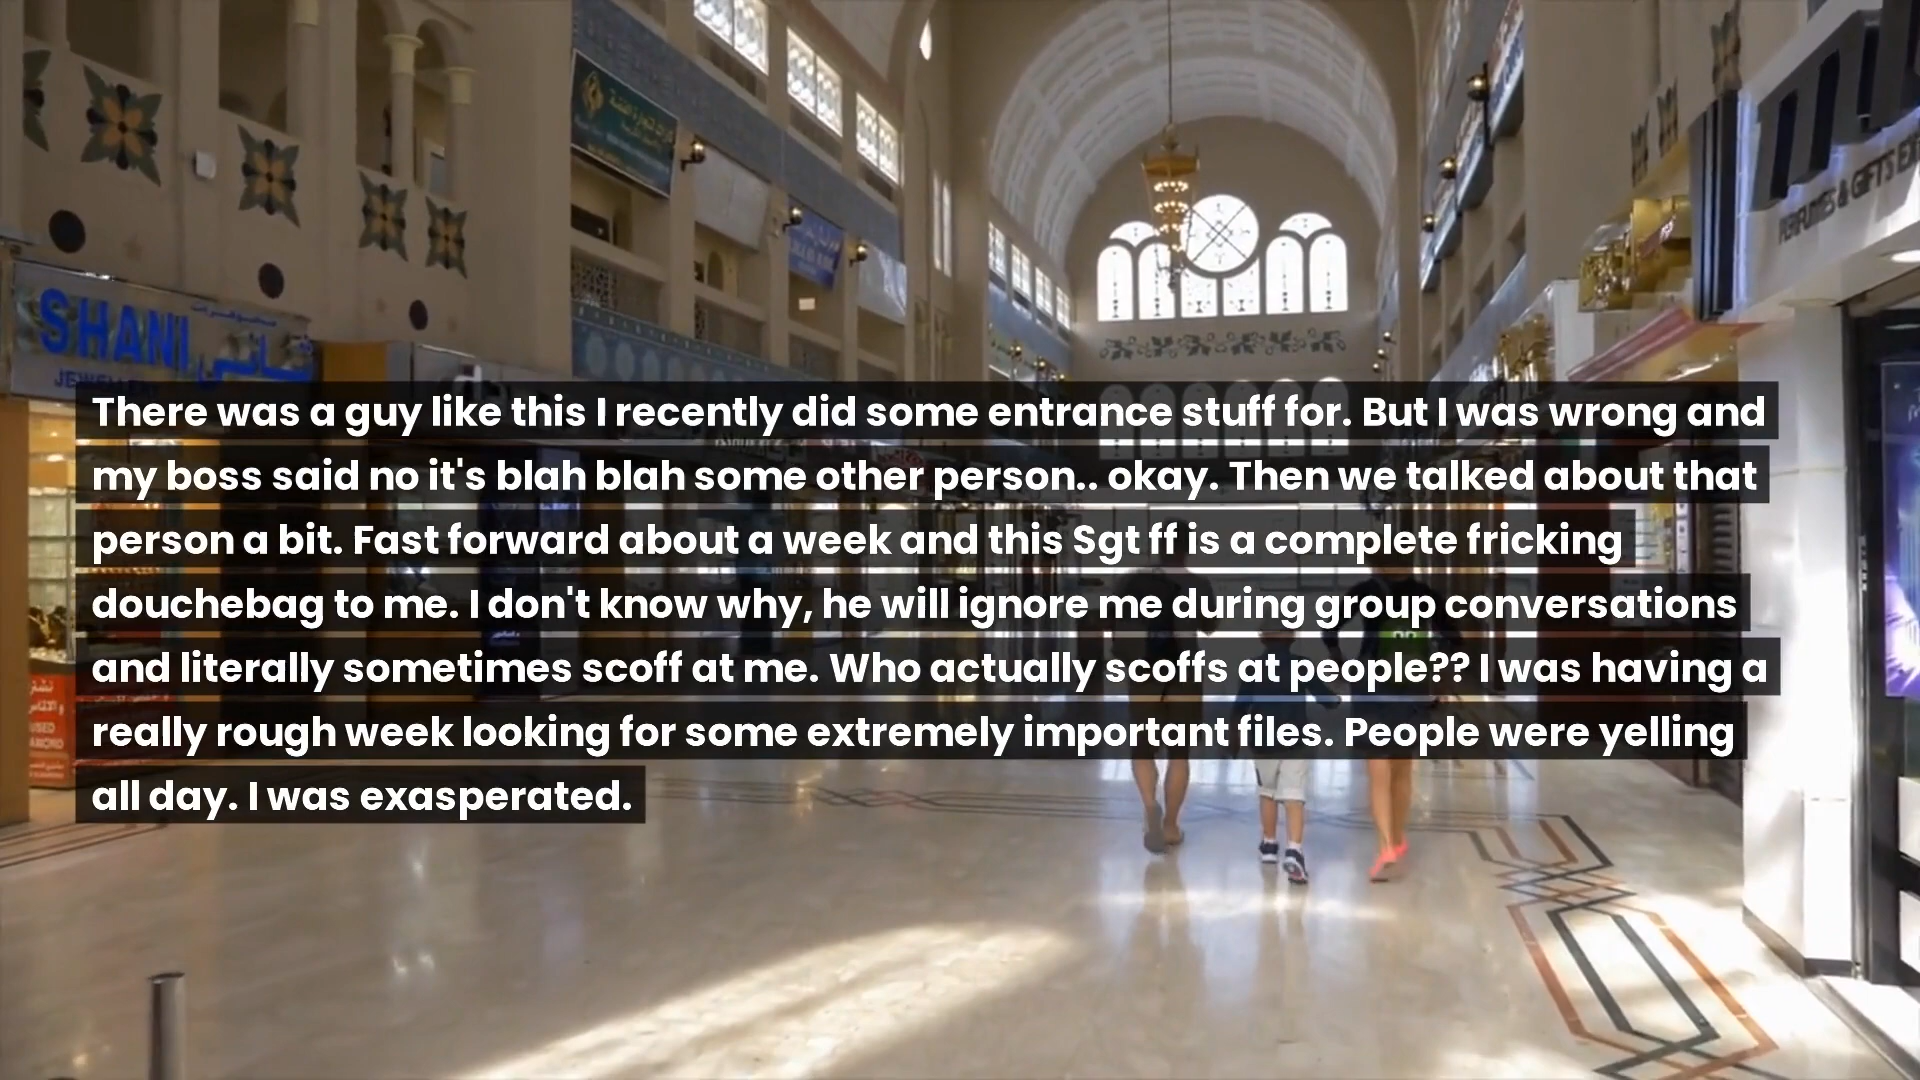 SHANI شاني
PERFUMES & GIFTS
There was a guy like this I recently did some entrance stuff for. But I was wrong and
my boss said no it's blah blah some other person.. okay. Then we talked about that
person a bit. Fast forward about a week and this Sgt ff is a complete fricking
douchebag to me. I don't know why, he will ignore me during group conversations
and literally sometimes scoff at me. Who actually scoffs at people?? I was having a
really rough week looking for some extremely important files. People were yelling
all day. I was exasperated.